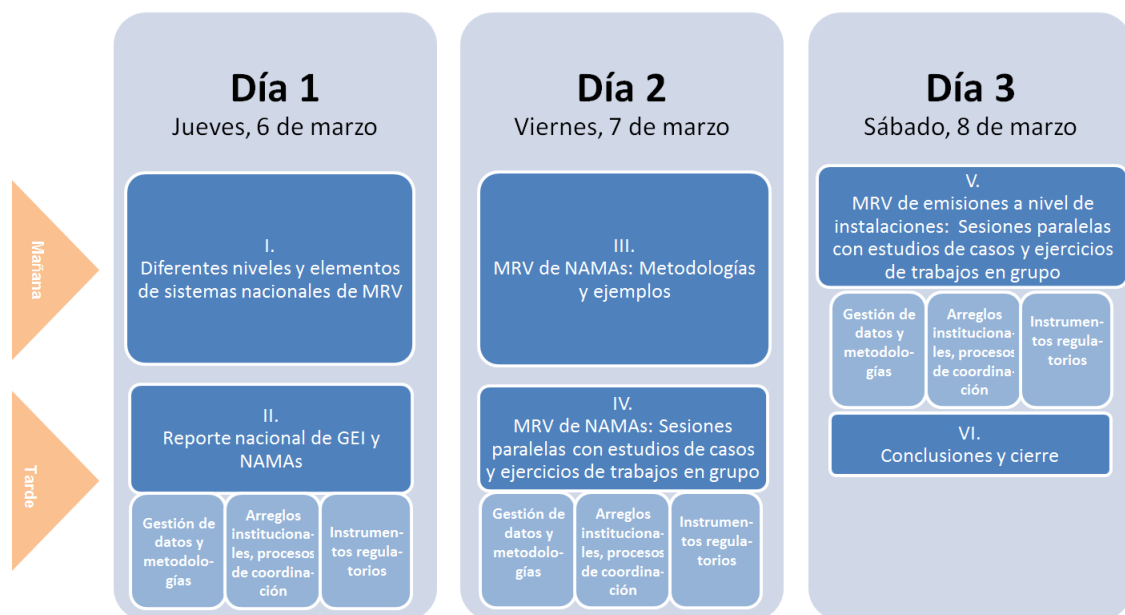 Día 1
Jueves, 6 de marzo
Mañana
I.
Diferentes niveles y elementos
de sistemas nacionales de MRV
Tarde
II.
Reporte nacional de GEI y
NAMAs
Gestión de
datos y
metodolo-
gías
Arreglos
instituciona-
les, procesos
de coordina-
ción
Instrumen-
tos regula-
torios
Día 2
Viernes, 7 de marzo
III.
MRV de NAMAs: Metodologías
y ejemplos
IV.
MRV de NAMAs: Sesiones
paralelas con estudios de casos
y ejercicios de trabajos en grupo
Gestión de
datos y
metodolo-
gías
Arreglos
instituciona-
les, procesos
de coordina-
ción
Instrumen-
tos regula-
torios
Día 3
Sábado, 8 de marzo
V.
MRV de emisiones a nivel de
instalaciones: Sesiones paralelas
con estudios de casos y ejercicios
de trabajos en grupo
Gestión de
datos y
metodolo-
gías
Arreglos
instituciona-
les, procesos
de coordina-
ción
Instrumen-
tos regula-
torios
VI.
Conclusiones y cierre